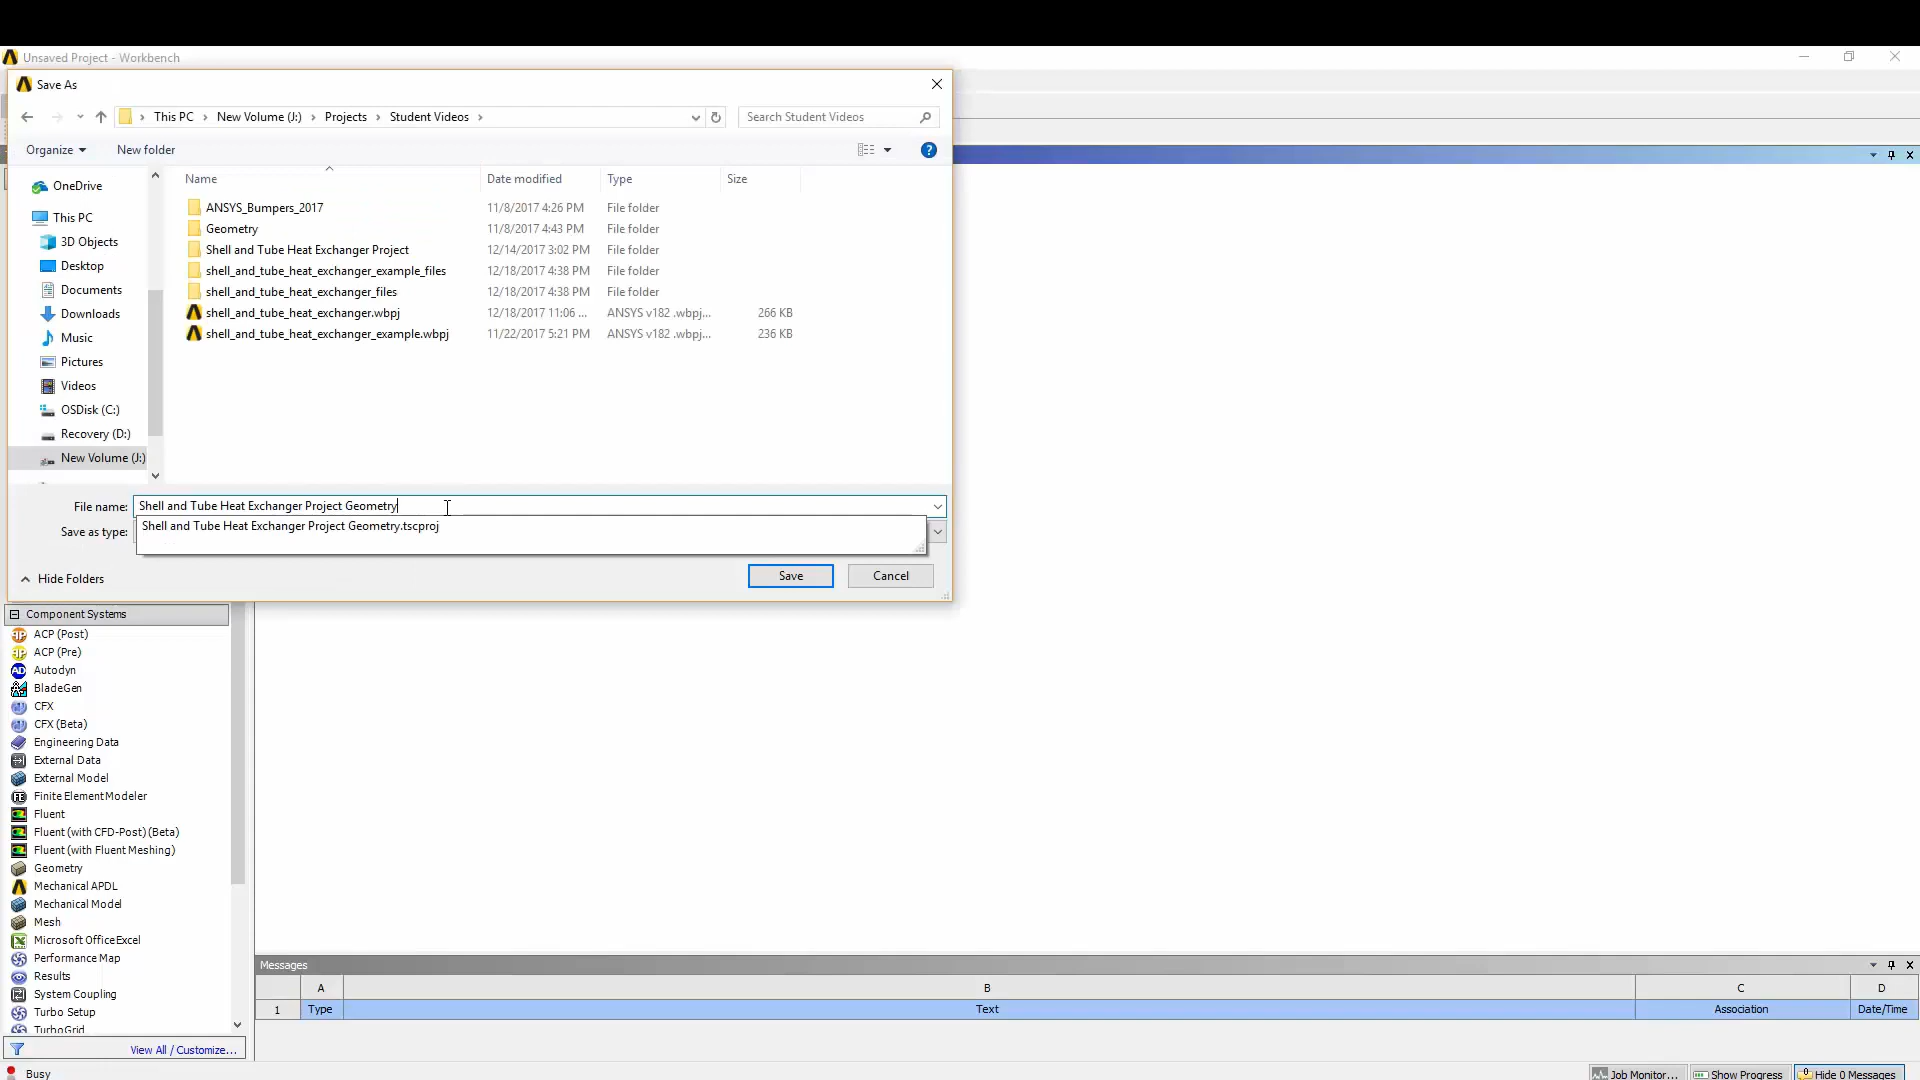 Unsaved Project - Workbench
Save As
This PC > New Volume (J:) > Projects > Student Videos >
Search Student Videos
Organize
New folder
Name Date modified Type Size
OneDrive
This PC
3D Objects
Desktop
Documents
Downloads
Music
Pictures
Videos
OSDisk (C:)
Recovery (D:)
New Volume (J:)
ANSYS_Bumpers_2017 11/8/2017 4:26 PM File folder
Geometry 11/8/2017 4:43 PM File folder
Shell and Tube Heat Exchanger Project 12/14/2017 3:02 PM File folder
shell_and_tube_heat_exchanger_example_files 12/18/2017 4:38 PM File folder
shell_and_tube_heat_exchanger_files 12/18/2017 4:38 PM File folder
shell_and_tube_heat_exchanger.wbpj 12/18/2017 11:06 ... ANSYS v182 .wbpj... 266 KB
shell_and_tube_heat_exchanger_example.wbpj 11/22/2017 5:21 PM ANSYS v182 .wbpj... 236 KB
File name: Shell and Tube Heat Exchanger Project Geometry
Shell and Tube Heat Exchanger Project Geometry.tscproj
Save as type:
Hide Folders
Save
Cancel
Component Systems
ACP (Post)
ACP (Pre)
Autodyn
BladeGen
CFX
CFX (Beta)
Engineering Data
External Data
External Model
Finite Element Modeler
Fluent
Fluent (with CFD-Post) (Beta)
Fluent (with Fluent Meshing)
Geometry
Mechanical APDL
Mechanical Model
Mesh
Microsoft Office Excel
Performance Map
Results
System Coupling
Turbo Setup
TurboGrid
View All / Customize...
Messages
A B C D
1 Type Text Association Date/Time
Busy
Job Monitor...
Show Progress
Hide 0 Messages